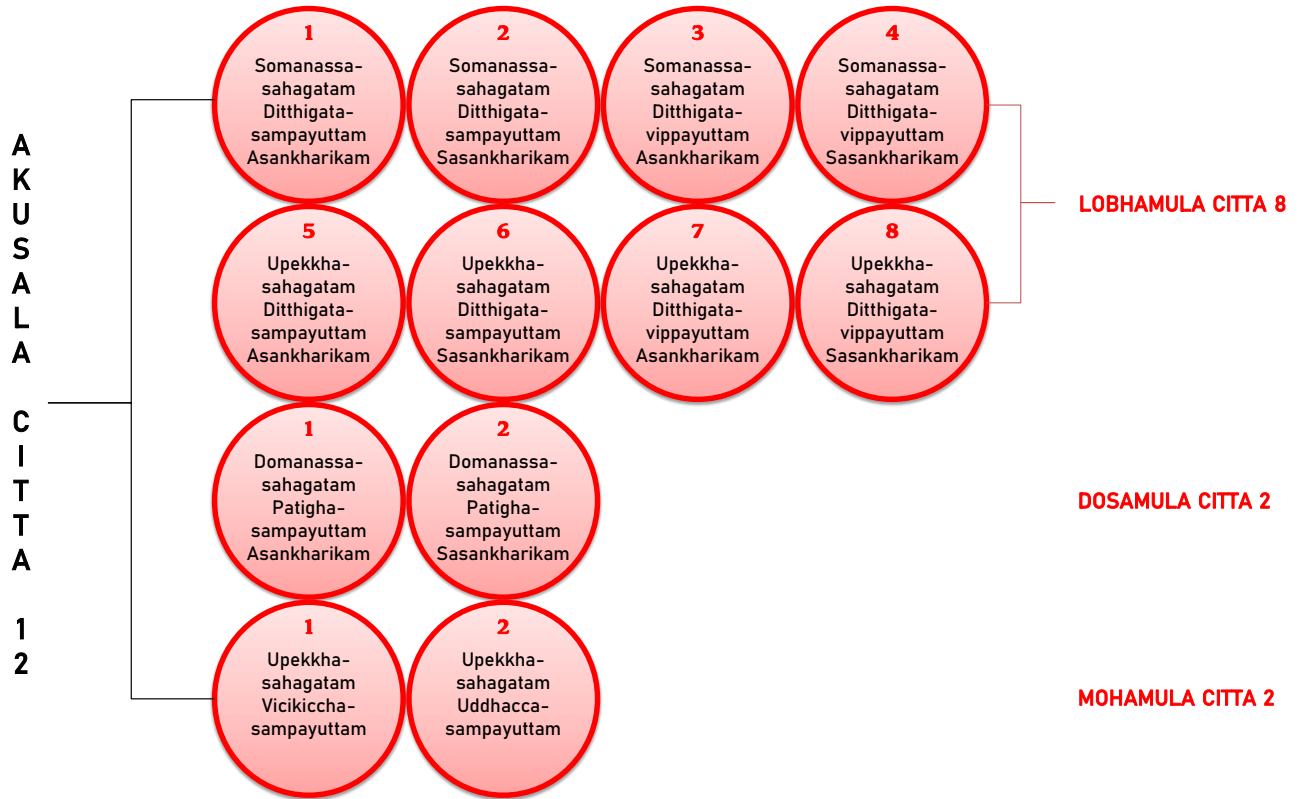 AKUSALA CITTA 12
1
Somanassa-
sahagatam
Ditthigata-
sampayuttam
Asankharikam
2
Somanassa-
sahagatam
Ditthigata-
sampayuttam
Sasankharikam
3
Somanassa-
sahagatam
Ditthigata-
vippayuttam
Asankharikam
4
Somanassa-
sahagatam
Ditthigata-
vippayuttam
Sasankharikam
LOBHAMULA CITTA 8
5
Upekkha-
sahagatam
Ditthigata-
sampayuttam
Asankharikam
6
Upekkha-
sahagatam
Ditthigata-
sampayuttam
Sasankharikam
7
Upekkha-
sahagatam
Ditthigata-
vippayuttam
Asankharikam
8
Upekkha-
sahagatam
Ditthigata-
vippayuttam
Sasankharikam
1
Domanassa-
sahagatam
Patigha-
sampayuttam
Asankharikam
2
Domanassa-
sahagatam
Patigha-
sampayuttam
Sasankharikam
DOSAMULA CITTA 2
1
Upekkha-
sahagatam
Vicikiccha-
sampayuttam
2
Upekkha-
sahagatam
Uddhacca-
sampayuttam
MOHAMULA CITTA 2